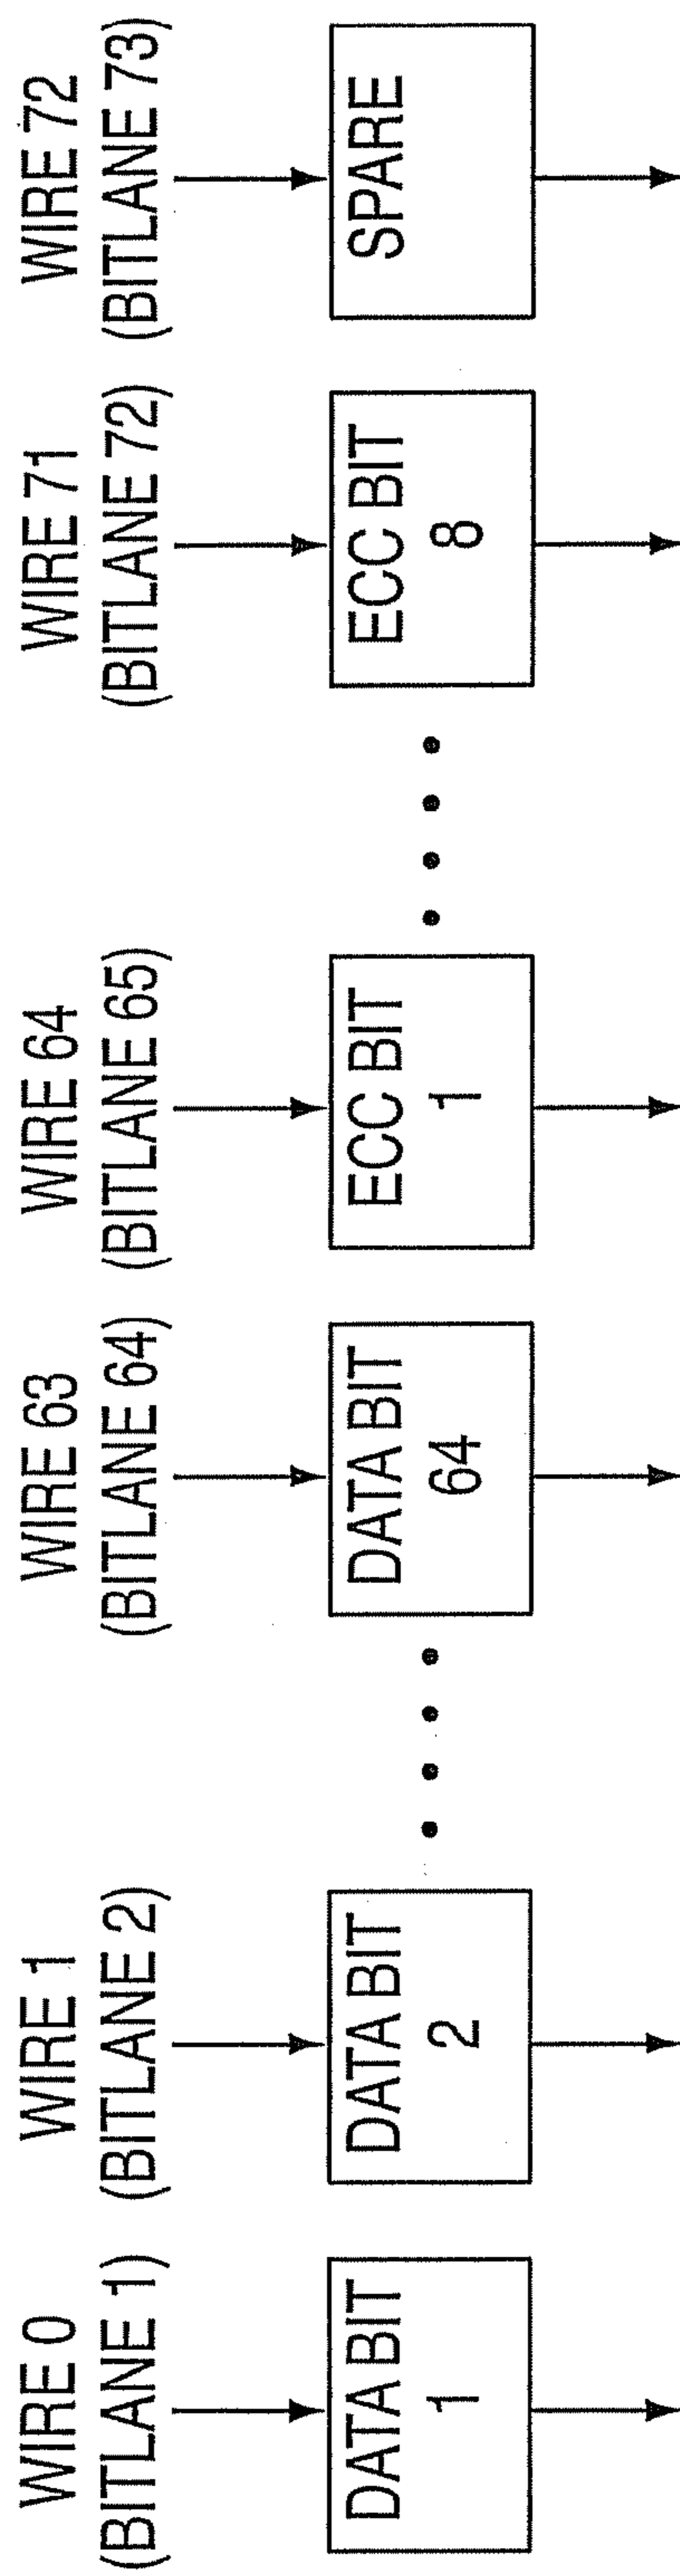 WIRE 0
(BITLANE 1)
DATA BIT
1
WIRE 1
(BITLANE 2)
DATA BIT
2
WIRE 63
(BITLANE 64)
DATA BIT
64
WIRE 64
(BITLANE 65)
ECC BIT
1
WIRE 71
(BITLANE 72)
ECC BIT
8
WIRE 72
(BITLANE 73)
SPARE